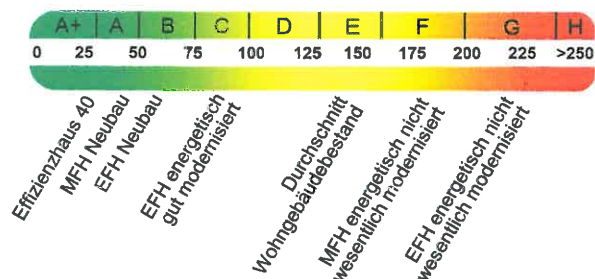 A+ A B C D E F G H
0 25 50 75 100 125 150 175 200 225 >250
Effizienzhaus 40
MFH Neubau
EFH Neubau
EFH energetisch
gut modernisiert
Durchschnitt
Wohngebäudebestand
MFH energetisch nicht
wesentlich modernisiert
EFH energetisch nicht
wesentlich modernisiert